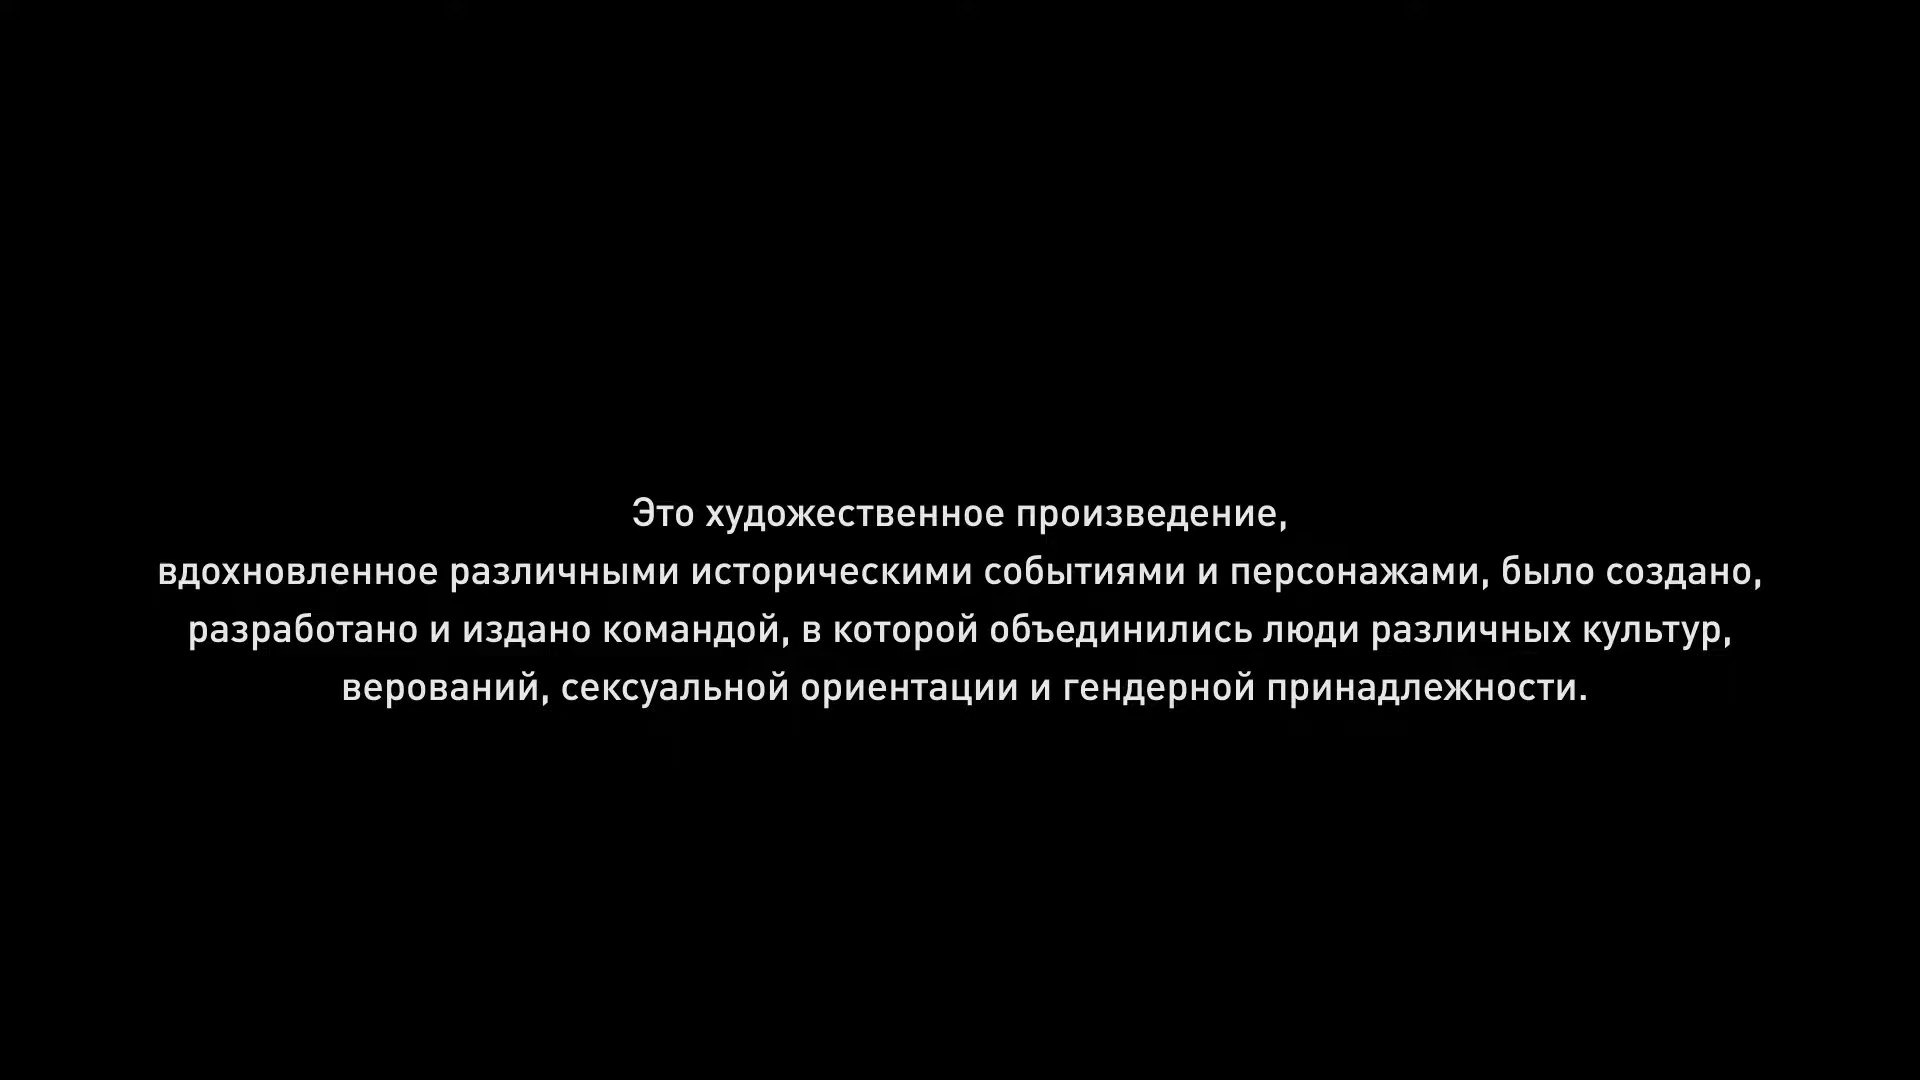 Это художественное произведение,
вдохновленное различными историческими событиями и персонажами, было создано,
разработано и издано командой, в которой объединились люди различных культур,
верований, сексуальной ориентации и гендерной принадлежности.